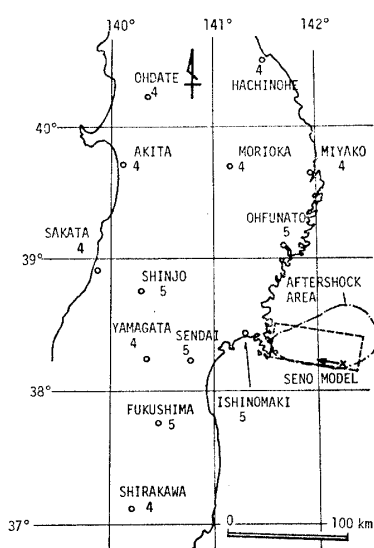 140° 141° 142°
OHDATE
4
4
HACHINOHE
40°
AKITA
4
MORIOKA
4
MIYAKO
4
OHFUNATO
5
SAKATA
4
39°
SHINJO
5
AFTERSHOCK
AREA
YAMAGATA
4
SENDAI
5
SENO MODEL
38°
ISHINOMAKI
5
FUKUSHIMA
5
SHIRAKAWA
4
37°
0 100 km